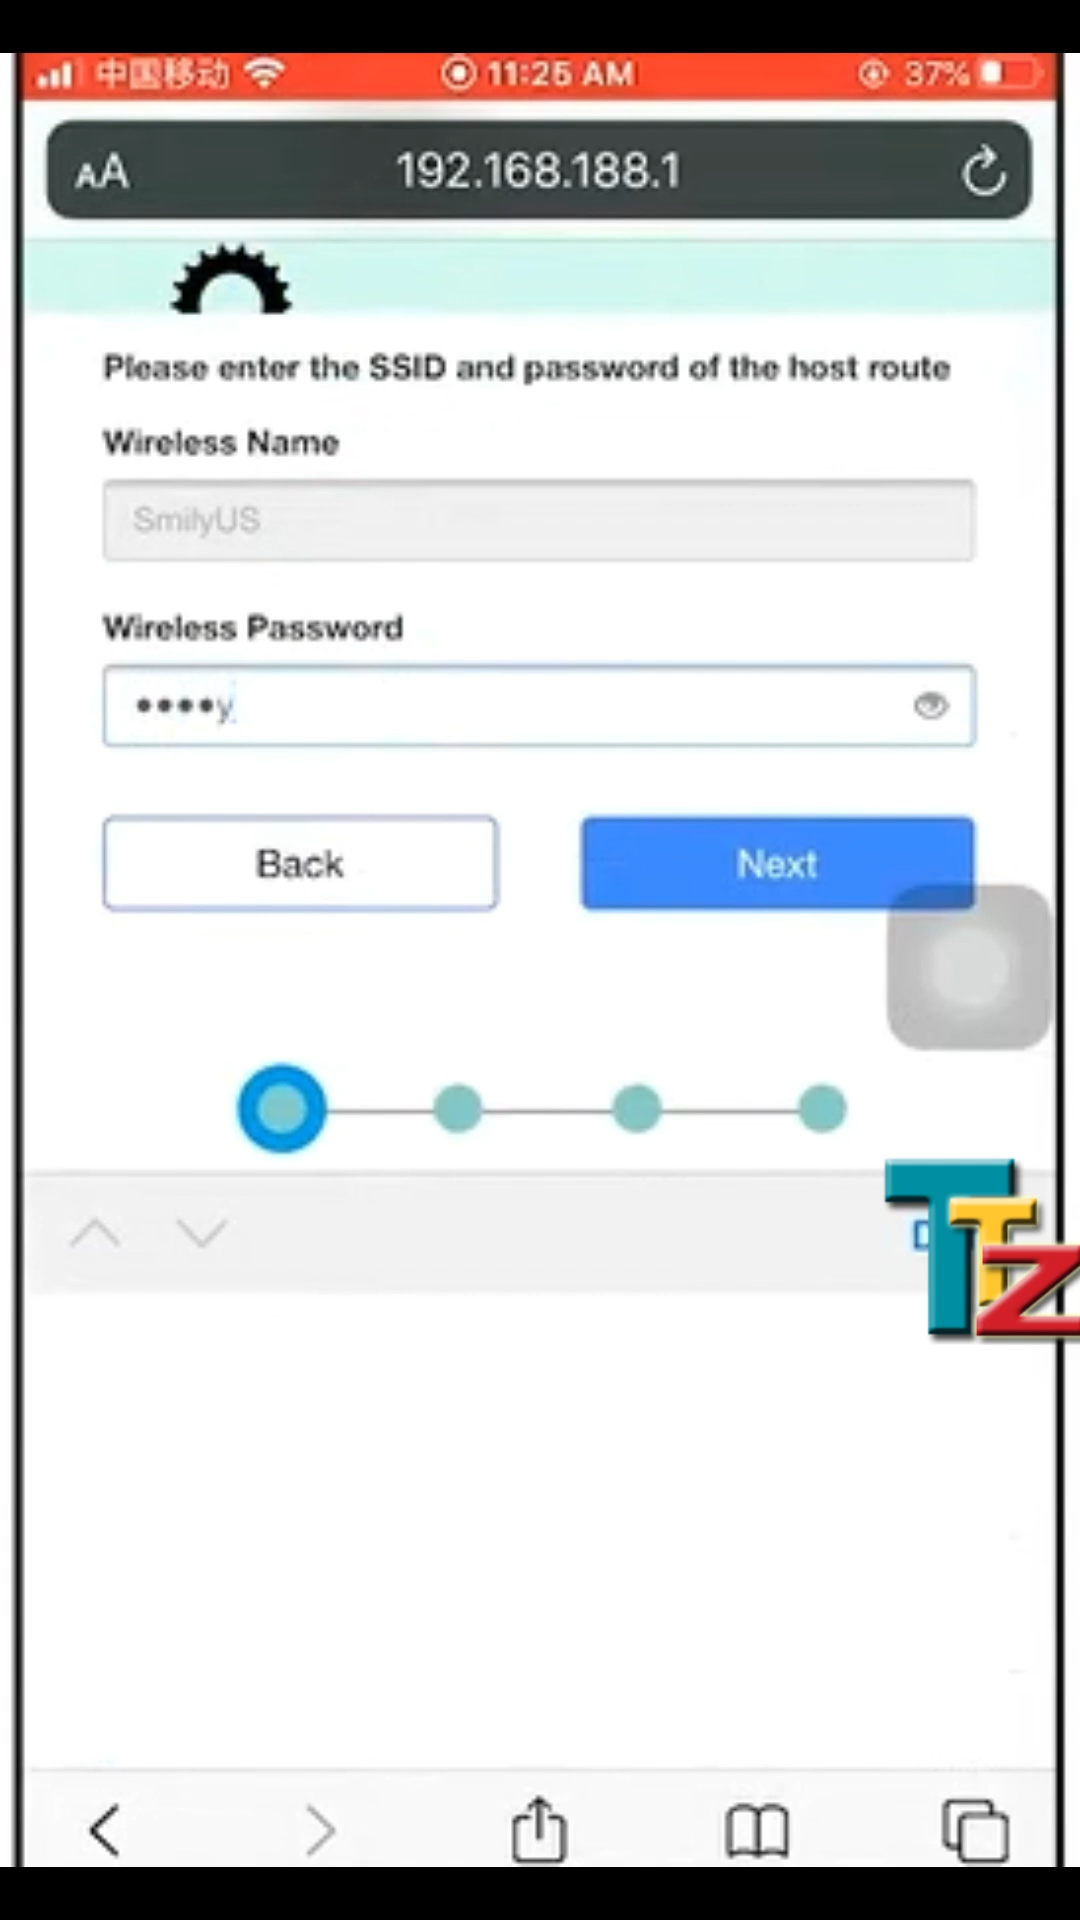 中国移动 11:25 AM 37%
AA 192.168.188.1
Please enter the SSID and password of the host route
Wireless Name
SmilyUS
Wireless Password
••••y
Back Next
TTZ